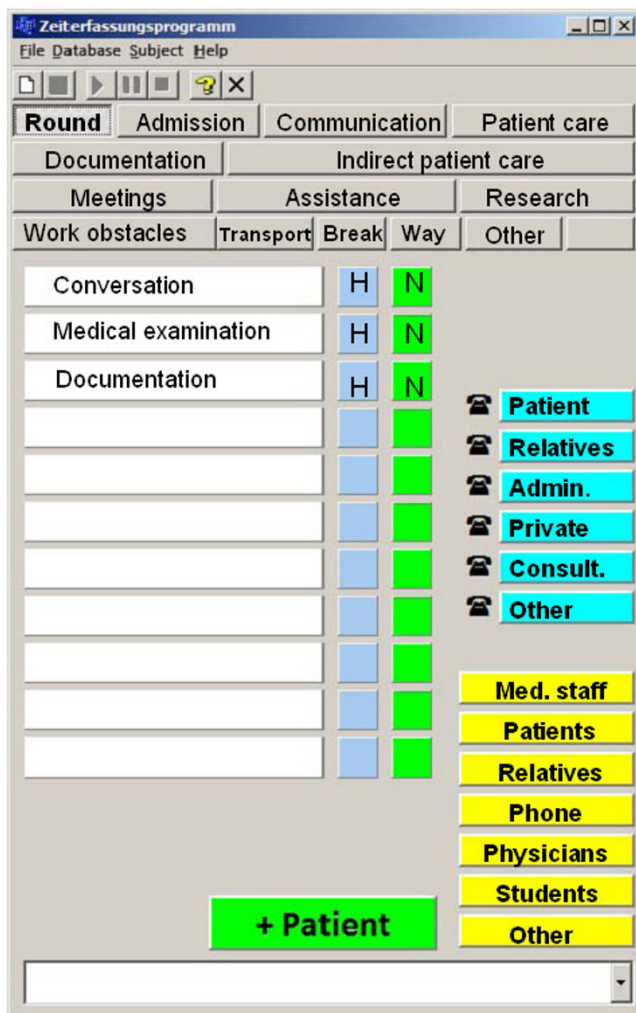 Zeiterfassungsprogramm
File Database Subject Help
Round Admission Communication Patient care
Documentation Indirect patient care
Meetings Assistance Research
Work obstacles Transport Break Way Other
Conversation H N
Medical examination H N
Documentation H N
Patient
Relatives
Admin.
Private
Consult.
Other
Med. staff
Patients
Relatives
Phone
Physicians
Students
Other
+ Patient